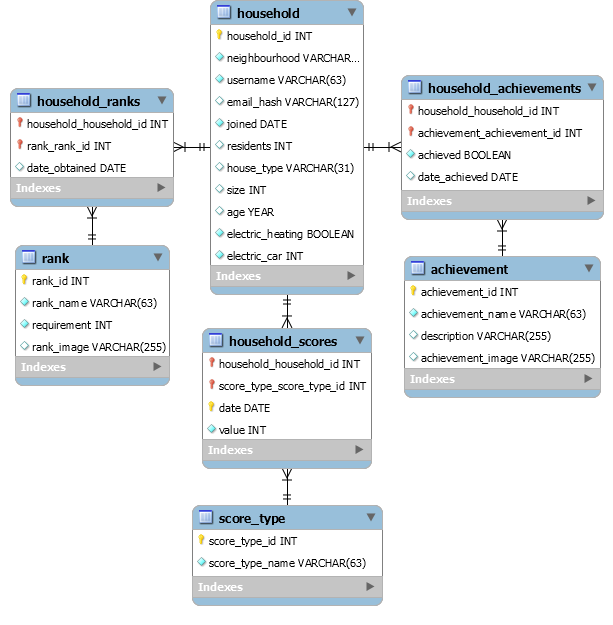 household
household_id INT
neighbourhood VARCHAR...
username VARCHAR(63)
email_hash VARCHAR(127)
joined DATE
residents INT
house_type VARCHAR(31)
size INT
age YEAR
electric_heating BOOLEAN
electric_car INT
Indexes
household_ranks
household_household_id INT
rank_rank_id INT
date_obtained DATE
Indexes
household_achievements
household_household_id INT
achievement_achievement_id INT
achieved BOOLEAN
date_achieved DATE
Indexes
rank
rank_id INT
rank_name VARCHAR(63)
requirement INT
rank_image VARCHAR(255)
Indexes
achievement
achievement_id INT
achievement_name VARCHAR(63)
description VARCHAR(255)
achievement_image VARCHAR(255)
Indexes
household_scores
household_household_id INT
score_type_score_type_id INT
date DATE
value INT
Indexes
score_type
score_type_id INT
score_type_name VARCHAR(63)
Indexes